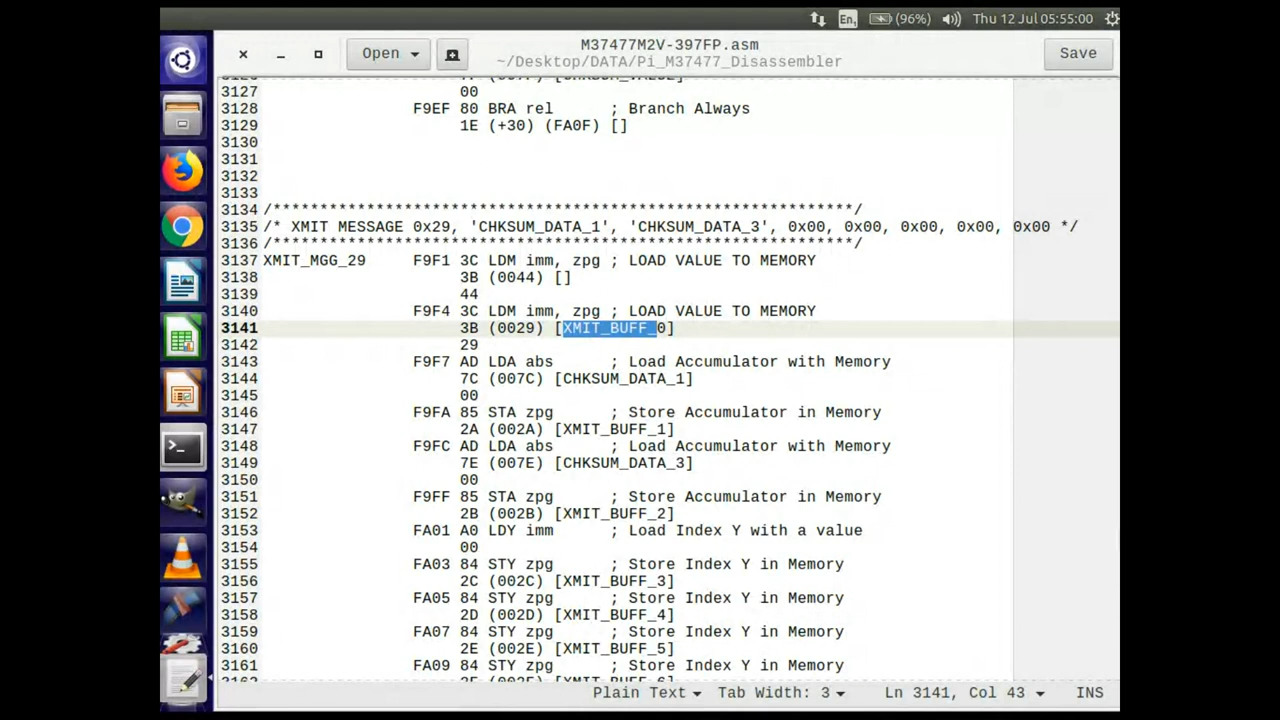 En (96%) Thu 12 Jul 05:55:00
Open M37477M2V-397FP.asm Save
~/Desktop/DATA/Pi_M37477_Disassembler
3127 00
3128 F9EF 80 BRA rel ; Branch Always
3129 1E (+30) (FA0F) []
3130
3131
3132
3133
3134 /**************************************************************/
3135 /* XMIT MESSAGE 0x29, 'CHKSUM_DATA_1', 'CHKSUM_DATA_3', 0x00, 0x00, 0x00, 0x00, 0x00 */
3136 /**************************************************************/
3137 XMIT_MGG_29 F9F1 3C LDM imm, zpg ; LOAD VALUE TO MEMORY
3138 3B (0044) []
3139 44
3140 F9F4 3C LDM imm, zpg ; LOAD VALUE TO MEMORY
3141 3B (0029) [XMIT_BUFF_0]
3142 29
3143 F9F7 AD LDA abs ; Load Accumulator with Memory
3144 7C (007C) [CHKSUM_DATA_1]
3145 00
3146 F9FA 85 STA zpg ; Store Accumulator in Memory
3147 2A (002A) [XMIT_BUFF_1]
3148 F9FC AD LDA abs ; Load Accumulator with Memory
3149 7E (007E) [CHKSUM_DATA_3]
3150 00
3151 F9FF 85 STA zpg ; Store Accumulator in Memory
3152 2B (002B) [XMIT_BUFF_2]
3153 FA01 A0 LDY imm ; Load Index Y with a value
3154 00
3155 FA03 84 STY zpg ; Store Index Y in Memory
3156 2C (002C) [XMIT_BUFF_3]
3157 FA05 84 STY zpg ; Store Index Y in Memory
3158 2D (002D) [XMIT_BUFF_4]
3159 FA07 84 STY zpg ; Store Index Y in Memory
3160 2E (002E) [XMIT_BUFF_5]
3161 FA09 84 STY zpg ; Store Index Y in Memory
Plain Text Tab Width: 3 Ln 3141, Col 43 INS